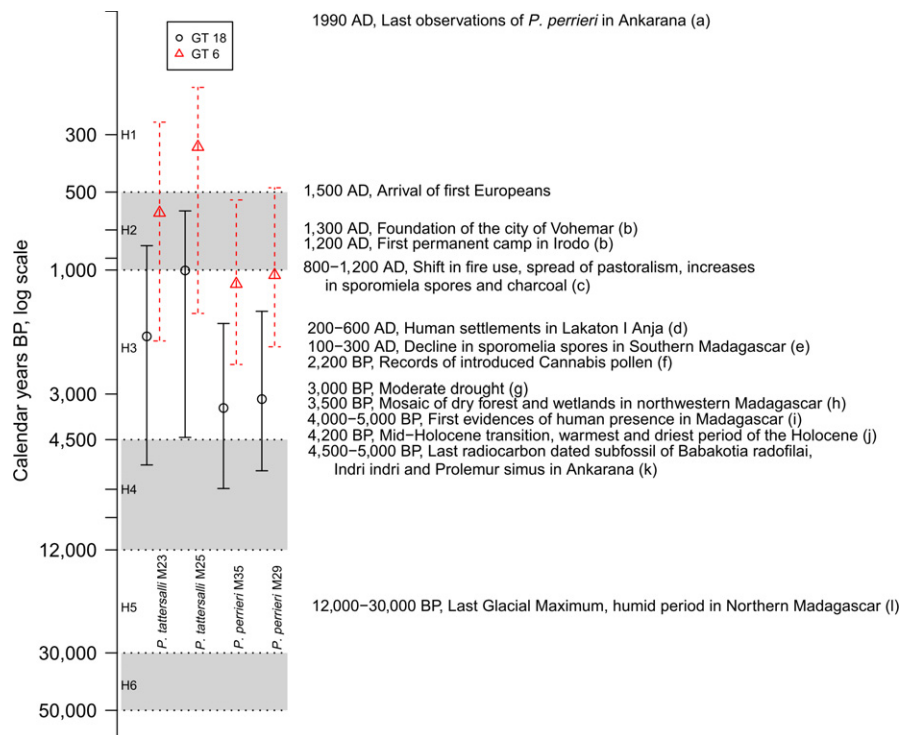 1990 AD, Last observations of P. perrieri in Ankarana (a)
GT 18
GT 6
Calendar years BP, log scale
300
500
1,000
3,000
4,500
12,000
30,000
50,000
H1
H2
H3
H4
H5
H6
P. tattersalli M23
P. tattersalli M25
P. perrieri M35
P. perrieri M29
1,500 AD, Arrival of first Europeans
1,300 AD, Foundation of the city of Vohemar (b)
1,200 AD, First permanent camp in Irodo (b)
800−1,200 AD, Shift in fire use, spread of pastoralism, increases
in sporomiela spores and charcoal (c)
200−600 AD, Human settlements in Lakaton I Anja (d)
100−300 AD, Decline in sporomelia spores in Southern Madagascar (e)
2,200 BP, Records of introduced Cannabis pollen (f)
3,000 BP, Moderate drought (g)
3,500 BP, Mosaic of dry forest and wetlands in northwestern Madagascar (h)
4,000−5,000 BP, First evidences of human presence in Madagascar (i)
4,200 BP, Mid−Holocene transition, warmest and driest period of the Holocene (j)
4,500−5,000 BP, Last radiocarbon dated subfossil of Babakotia radofilai,
Indri indri and Prolemur simus in Ankarana (k)
12,000−30,000 BP, Last Glacial Maximum, humid period in Northern Madagascar (l)